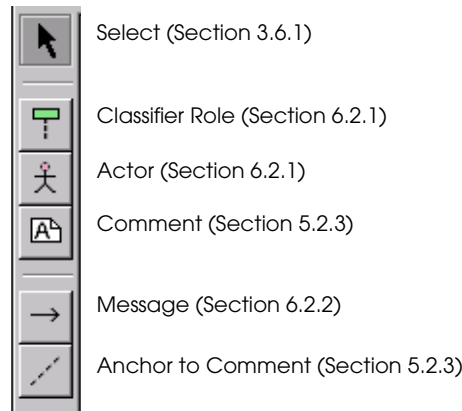 Select (Section 3.6.1)
Classifier Role (Section 6.2.1)
Actor (Section 6.2.1)
A
Comment (Section 5.2.3)
Message (Section 6.2.2)
Anchor to Comment (Section 5.2.3)